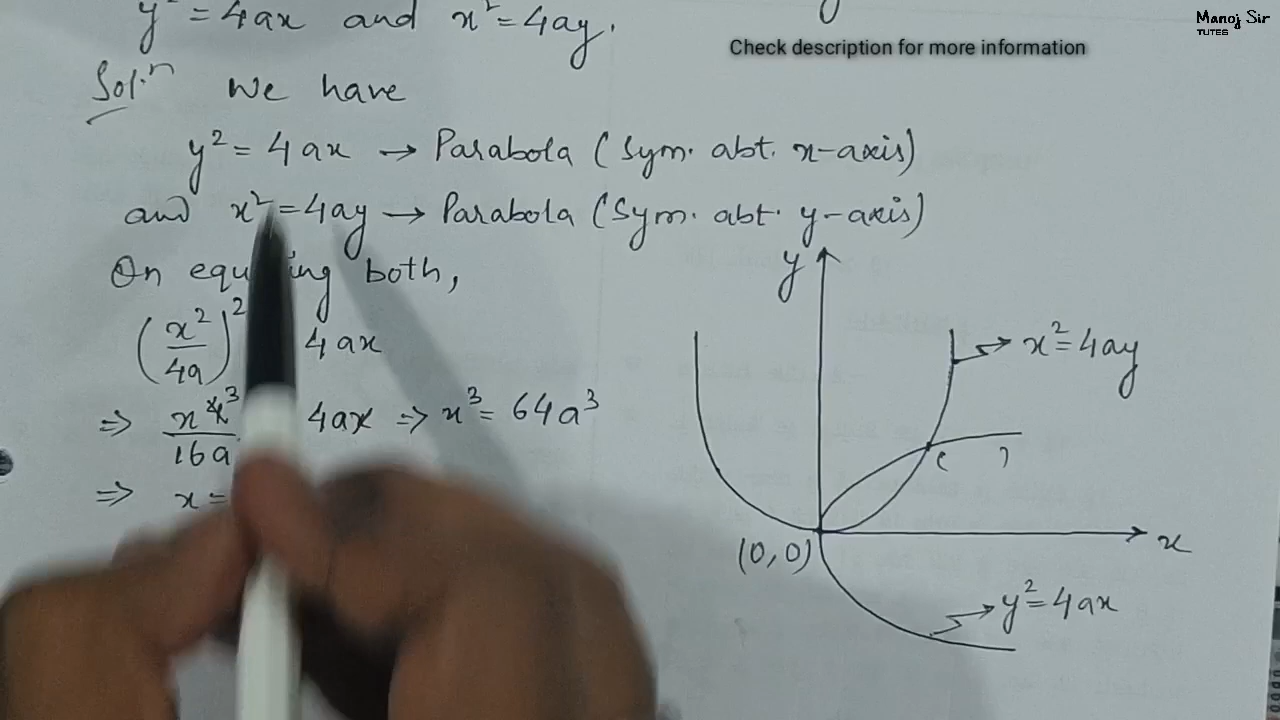 y² = 4ax and x² = 4ay.
Check description for more information
Manoj Sir
TUTES
Sol.ⁿ We have
y² = 4ax → Parabola (Sym. abt. x-axis)
and x² = 4ay → Parabola (Sym. abt. y-axis)
On both,
(x²/4a)² 4ax
⇒ x⁴³/16a 4ax ⇒ x³ = 64a³
⇒ x =
y
x² = 4ay
( )
(0,0)
x
y² = 4ax